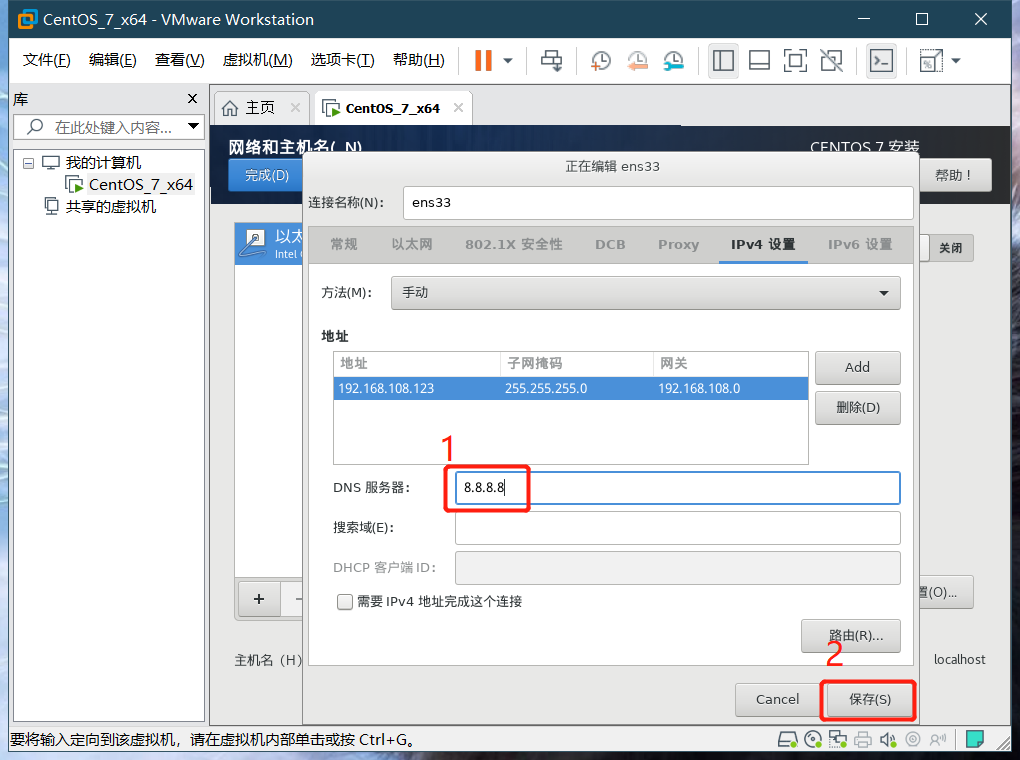 CentOS_7_x64 - VMware Workstation
文件(F) 编辑(E) 查看(V) 虚拟机(M) 选项卡(T) 帮助(H)
库
在此处键入内容...
我的计算机
CentOS_7_x64
共享的虚拟机
主页 CentOS_7_x64
网络和主机名(_N) CENTOS 7 安装
完成(D) 帮助！
正在编辑 ens33
连接名称(N)： ens33
以太
Intel
关闭
常规 以太网 802.1X 安全性 DCB Proxy IPv4 设置 IPv6 设置
方法(M)： 手动
地址
地址 子网掩码 网关
192.168.108.123 255.255.255.0 192.168.108.0
Add
删除(D)
1
DNS 服务器： 8.8.8.8
搜索域(E)：
DHCP 客户端 ID：
需要 IPv4 地址完成这个连接
+ −
置(O)...
路由(R)...
2
主机名（H） localhost
Cancel 保存(S)
要将输入定向到该虚拟机，请在虚拟机内部单击或按 Ctrl+G。